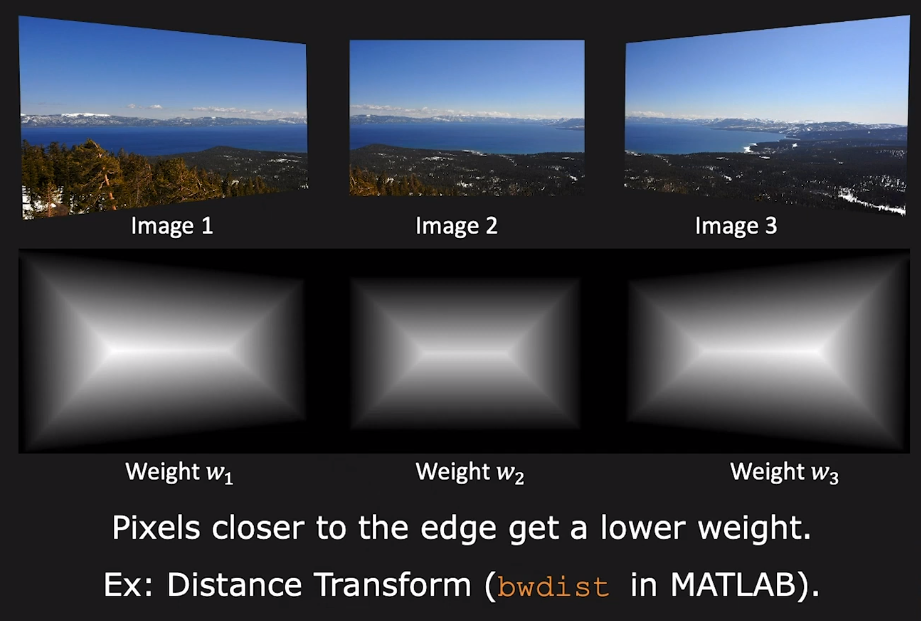 Image 1
Image 2
Image 3
Weight w₁
Weight w₂
Weight w₃
Pixels closer to the edge get a lower weight.
Ex: Distance Transform (bwdist in MATLAB).